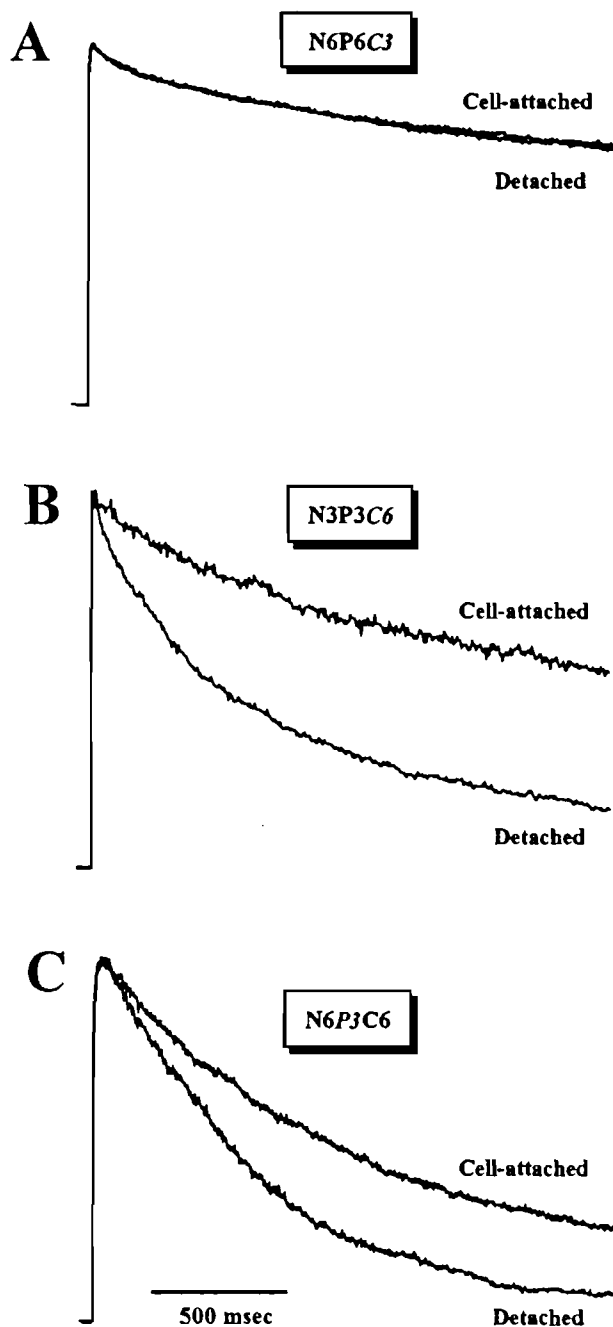 A
N6P6C3
Cell-attached
Detached
B
N3P3C6
Cell-attached
Detached
C
N6P3C6
Cell-attached
500 msec
Detached